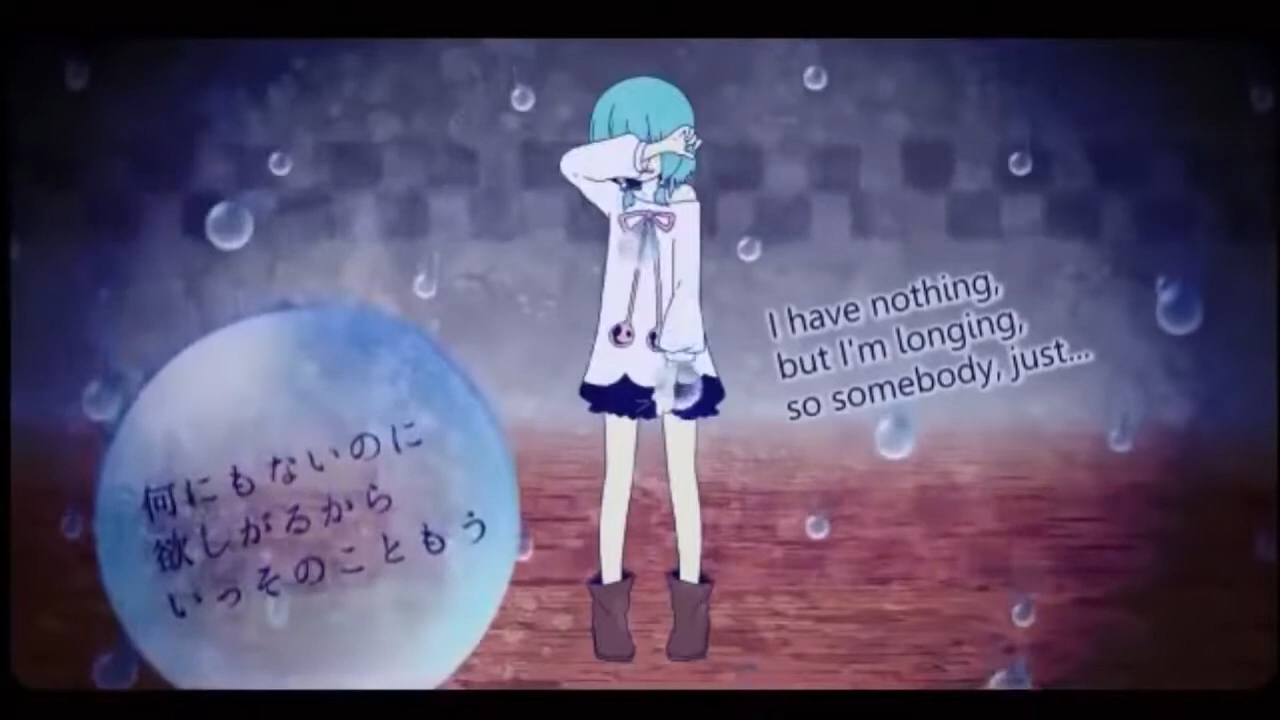 何にもないのに
欲しがるから
いっそのこともう
I have nothing,
but I'm longing,
so somebody, just...